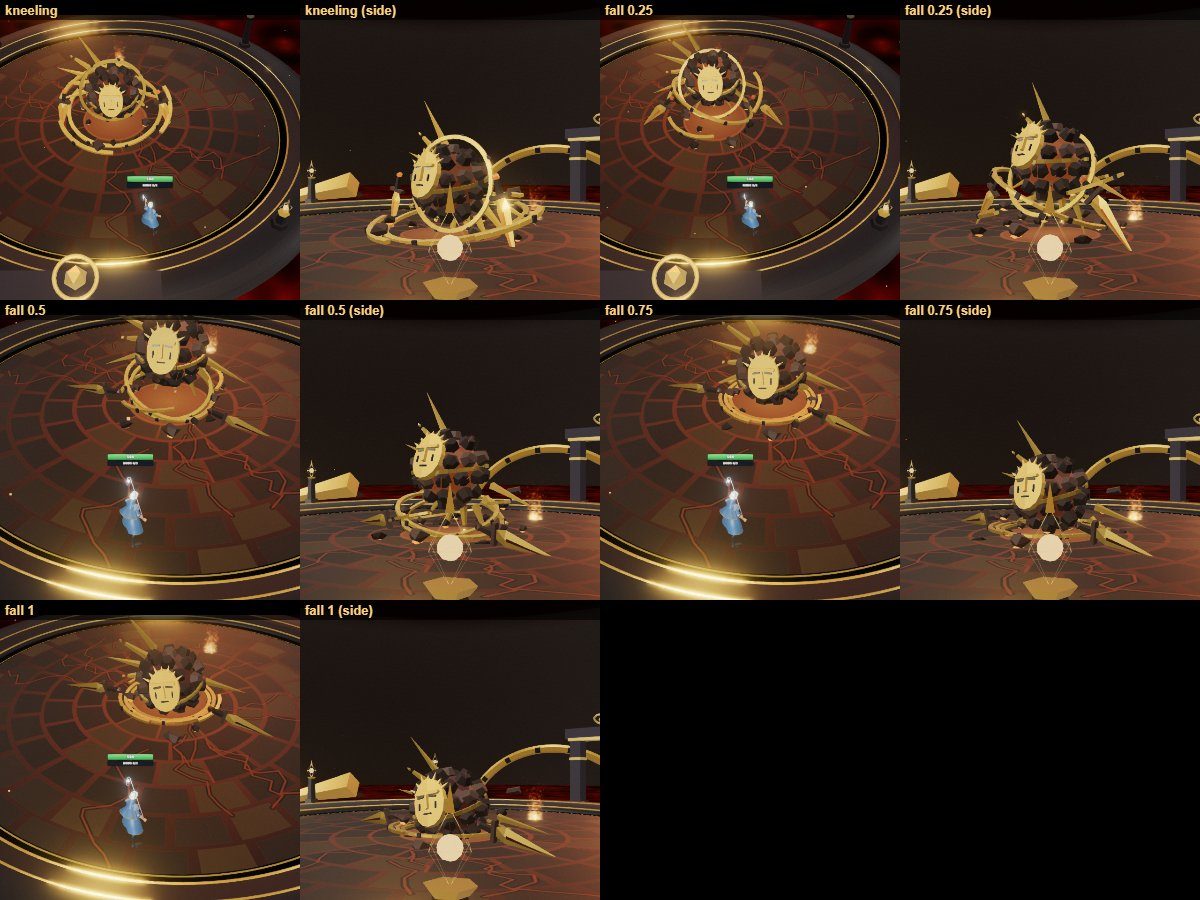 kneeling
kneeling (side)
fall 0.25
fall 0.25 (side)
fall 0.5
fall 0.5 (side)
fall 0.75
fall 0.75 (side)
fall 1
fall 1 (side)